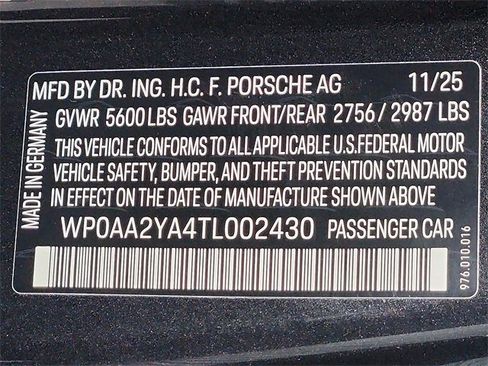 MFD BY DR. ING. H.C. F. PORSCHE AG 11/25
GVWR 5600 LBS GAWR FRONT/REAR 2756 / 2987 LBS
THIS VEHICLE CONFORMS TO ALL APPLICABLE U.S.FEDERAL MOTOR
VEHICLE SAFETY, BUMPER, AND THEFT PREVENTION STANDARDS
IN EFFECT ON THE DATE OF MANUFACTURE SHOWN ABOVE
WP0AA2YA4TL002430 PASSENGER CAR
MADE IN GERMANY
976.010.016